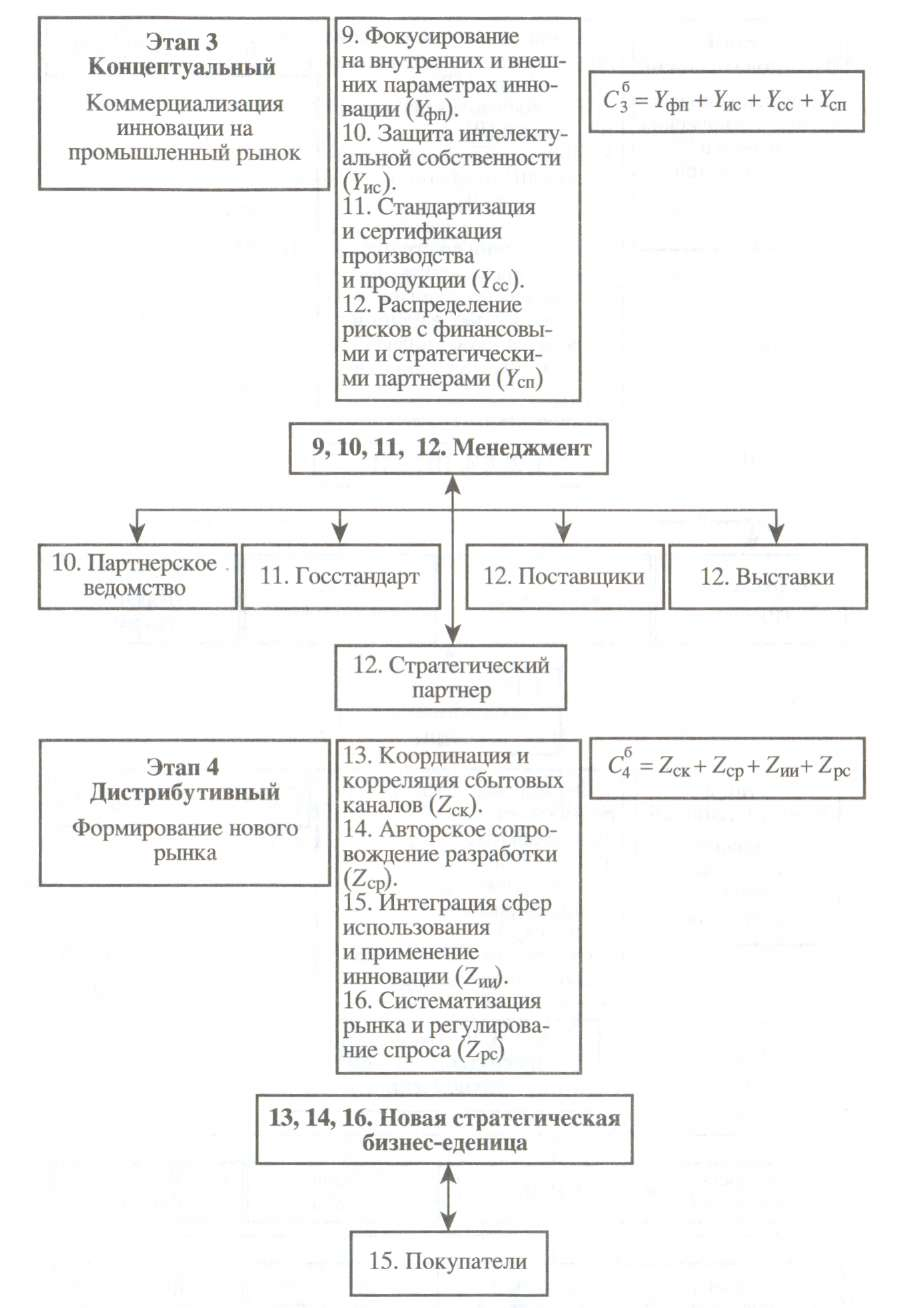 Этап 3
Концептуальный
Коммерциализация
инновации на
промышленный рынок
9. Фокусирование
на внутренних и внеш-
них параметрах инно-
вации (Yфп).
10. Защита интелекту-
альной собственности
(Yис).
11. Стандартизация
и сертификация
производства
и продукции (Yсс).
12. Распределение
рисков с финансовы-
ми и стратегически-
ми партнерами (Yсп)
C₃ᵟ = Yфп + Yис + Yсс + Yсп
9, 10, 11, 12. Менеджмент
10. Партнерское
ведомство
11. Госстандарт
12. Поставщики
12. Выставки
12. Стратегический
партнер
Этап 4
Дистрибутивный
Формирование нового
рынка
13. Координация и
корреляция сбытовых
каналов (Zск).
14. Авторское сопро-
вождение разработки
(Zср).
15. Интеграция сфер
использования
и применение
инновации (Zии).
16. Систематизация
рынка и регулирова-
ние спроса (Zрс)
C₄ᵟ = Zск + Zср + Zии + Zрс
13, 14, 16. Новая стратегическая
бизнес-еденица
15. Покупатели